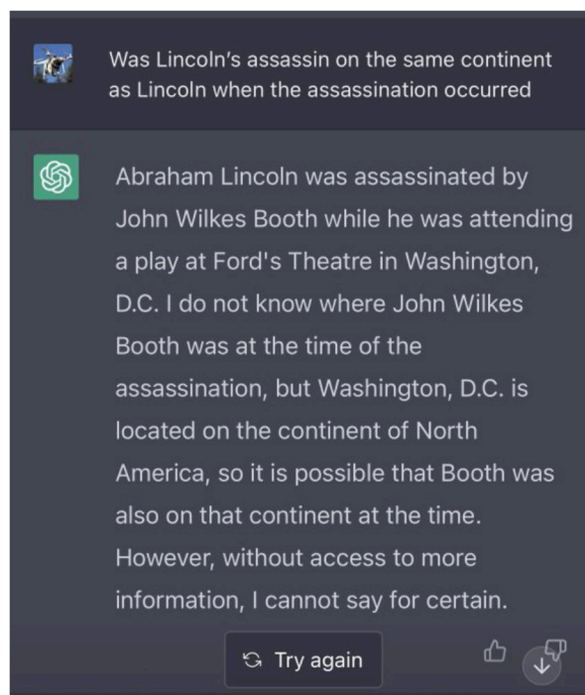 Was Lincoln’s assassin on the same continent
as Lincoln when the assassination occurred
Abraham Lincoln was assassinated by
John Wilkes Booth while he was attending
a play at Ford's Theatre in Washington,
D.C. I do not know where John Wilkes
Booth was at the time of the
assassination, but Washington, D.C. is
located on the continent of North
America, so it is possible that Booth was
also on that continent at the time.
However, without access to more
information, I cannot say for certain.
Try again